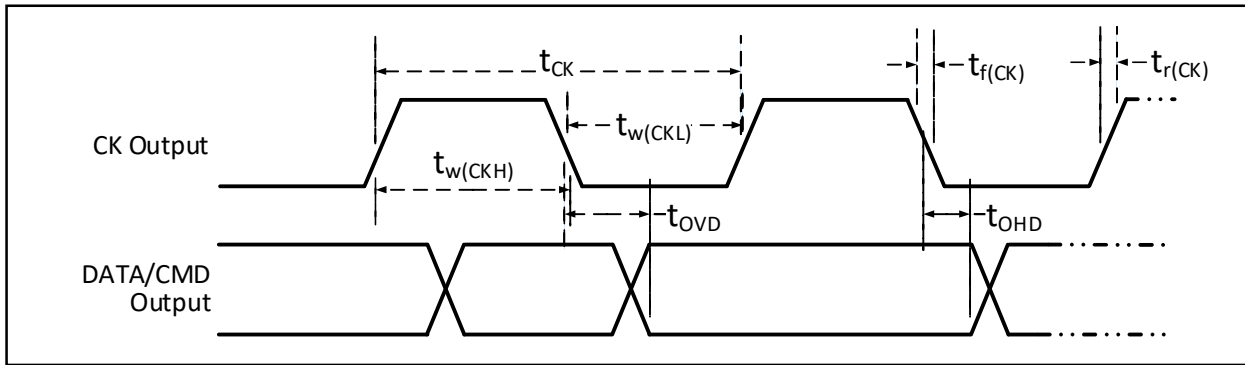 tCK
tf(CK)
tr(CK)
CK Output
tw(CKL)
tw(CKH)
tOVD
tOHD
DATA/CMD
Output